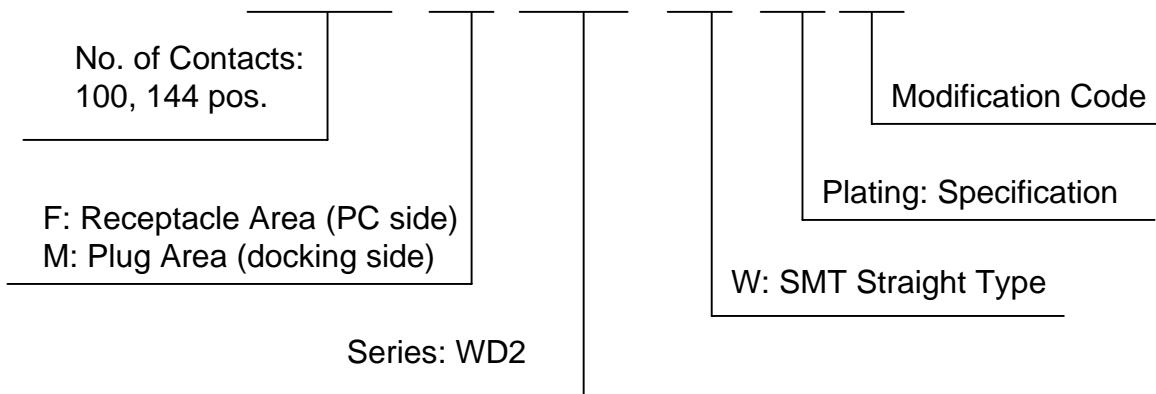 No. of Contacts:
100, 144 pos.
Modification Code
Plating: Specification
F: Receptacle Area (PC side)
M: Plug Area (docking side)
W: SMT Straight Type
Series: WD2